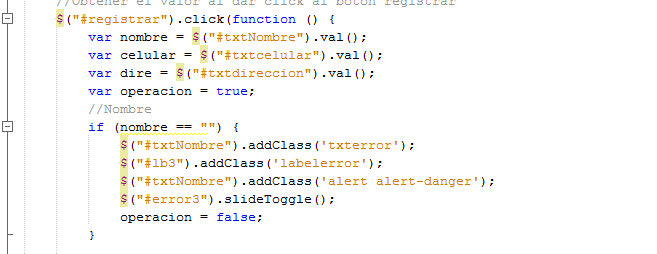 //Obtener el valor al dar click al boton registrar
$("#registrar").click(function () {
var nombre = $("#txtNombre").val();
var celular = $("#txtcelular").val();
var dire = $("#txtdireccion").val();
var operacion = true;
//Nombre
if (nombre == "") {
$("#txtNombre").addClass('txterror');
$("#lb3").addClass('labelerror');
$("#txtNombre").addClass('alert alert-danger');
$("#error3").slideToggle();
operacion = false;
}